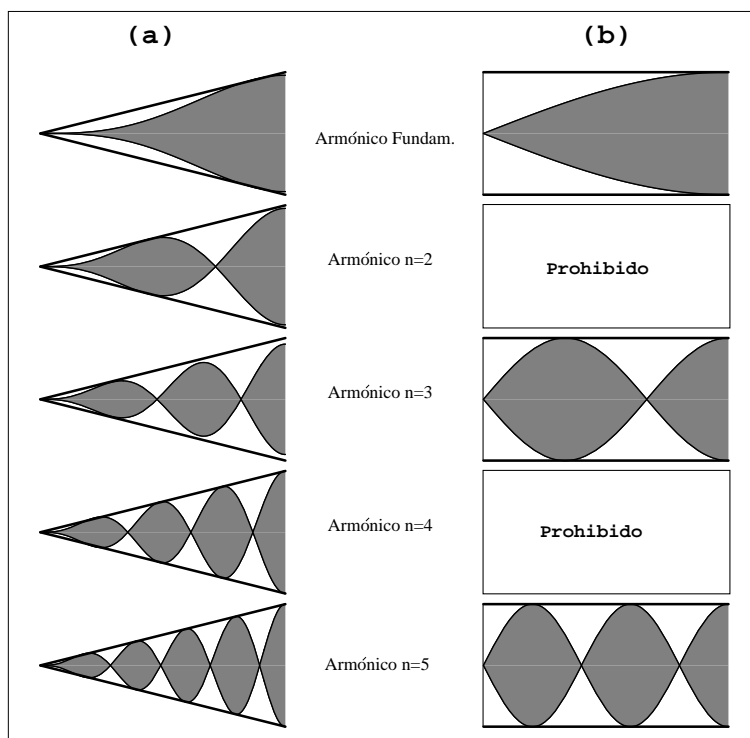 (a)
(b)
Armónico Fundam.
Armónico n=2
Prohibido
Armónico n=3
Armónico n=4
Prohibido
Armónico n=5